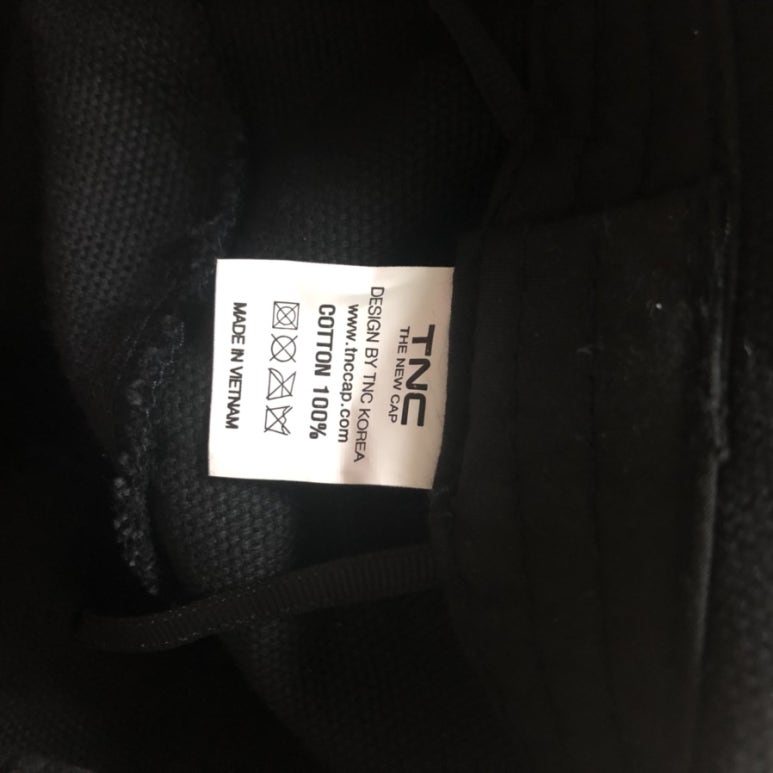 TNC
THE NEW CAP
DESIGN BY TNC KOREA
www.tnccap.com
COTTON 100%
MADE IN VIETNAM